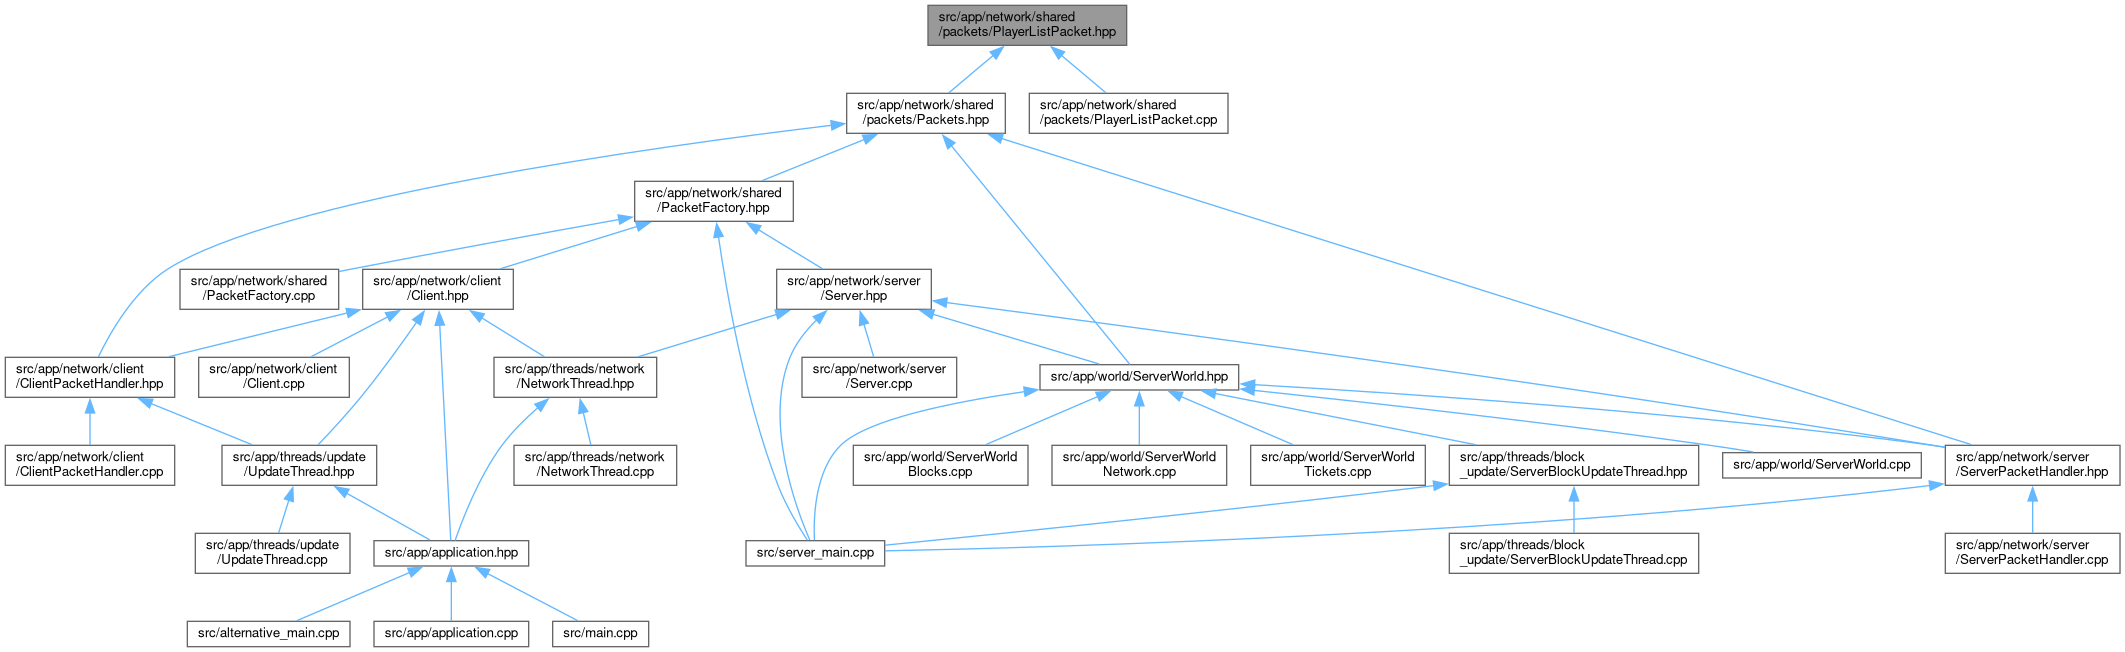 src/app/network/shared
/packets/PlayerListPacket.hpp
src/app/network/shared
/packets/Packets.hpp
src/app/network/shared
/packets/PlayerListPacket.cpp
src/app/network/shared
/PacketFactory.hpp
src/app/network/shared
/PacketFactory.cpp
src/app/network/client
/Client.hpp
src/app/network/server
/Server.hpp
src/app/network/client
/ClientPacketHandler.hpp
src/app/network/client
/Client.cpp
src/app/threads/network
/NetworkThread.hpp
src/app/network/server
/Server.cpp
src/app/world/ServerWorld.hpp
src/app/network/client
/ClientPacketHandler.cpp
src/app/threads/update
/UpdateThread.hpp
src/app/threads/network
/NetworkThread.cpp
src/app/world/ServerWorld
Blocks.cpp
src/app/world/ServerWorld
Network.cpp
src/app/world/ServerWorld
Tickets.cpp
src/app/threads/block
_update/ServerBlockUpdateThread.hpp
src/app/world/ServerWorld.cpp
src/app/network/server
/ServerPacketHandler.hpp
src/app/threads/update
/UpdateThread.cpp
src/app/application.hpp
src/server_main.cpp
src/app/threads/block
_update/ServerBlockUpdateThread.cpp
src/app/network/server
/ServerPacketHandler.cpp
src/alternative_main.cpp
src/app/application.cpp
src/main.cpp